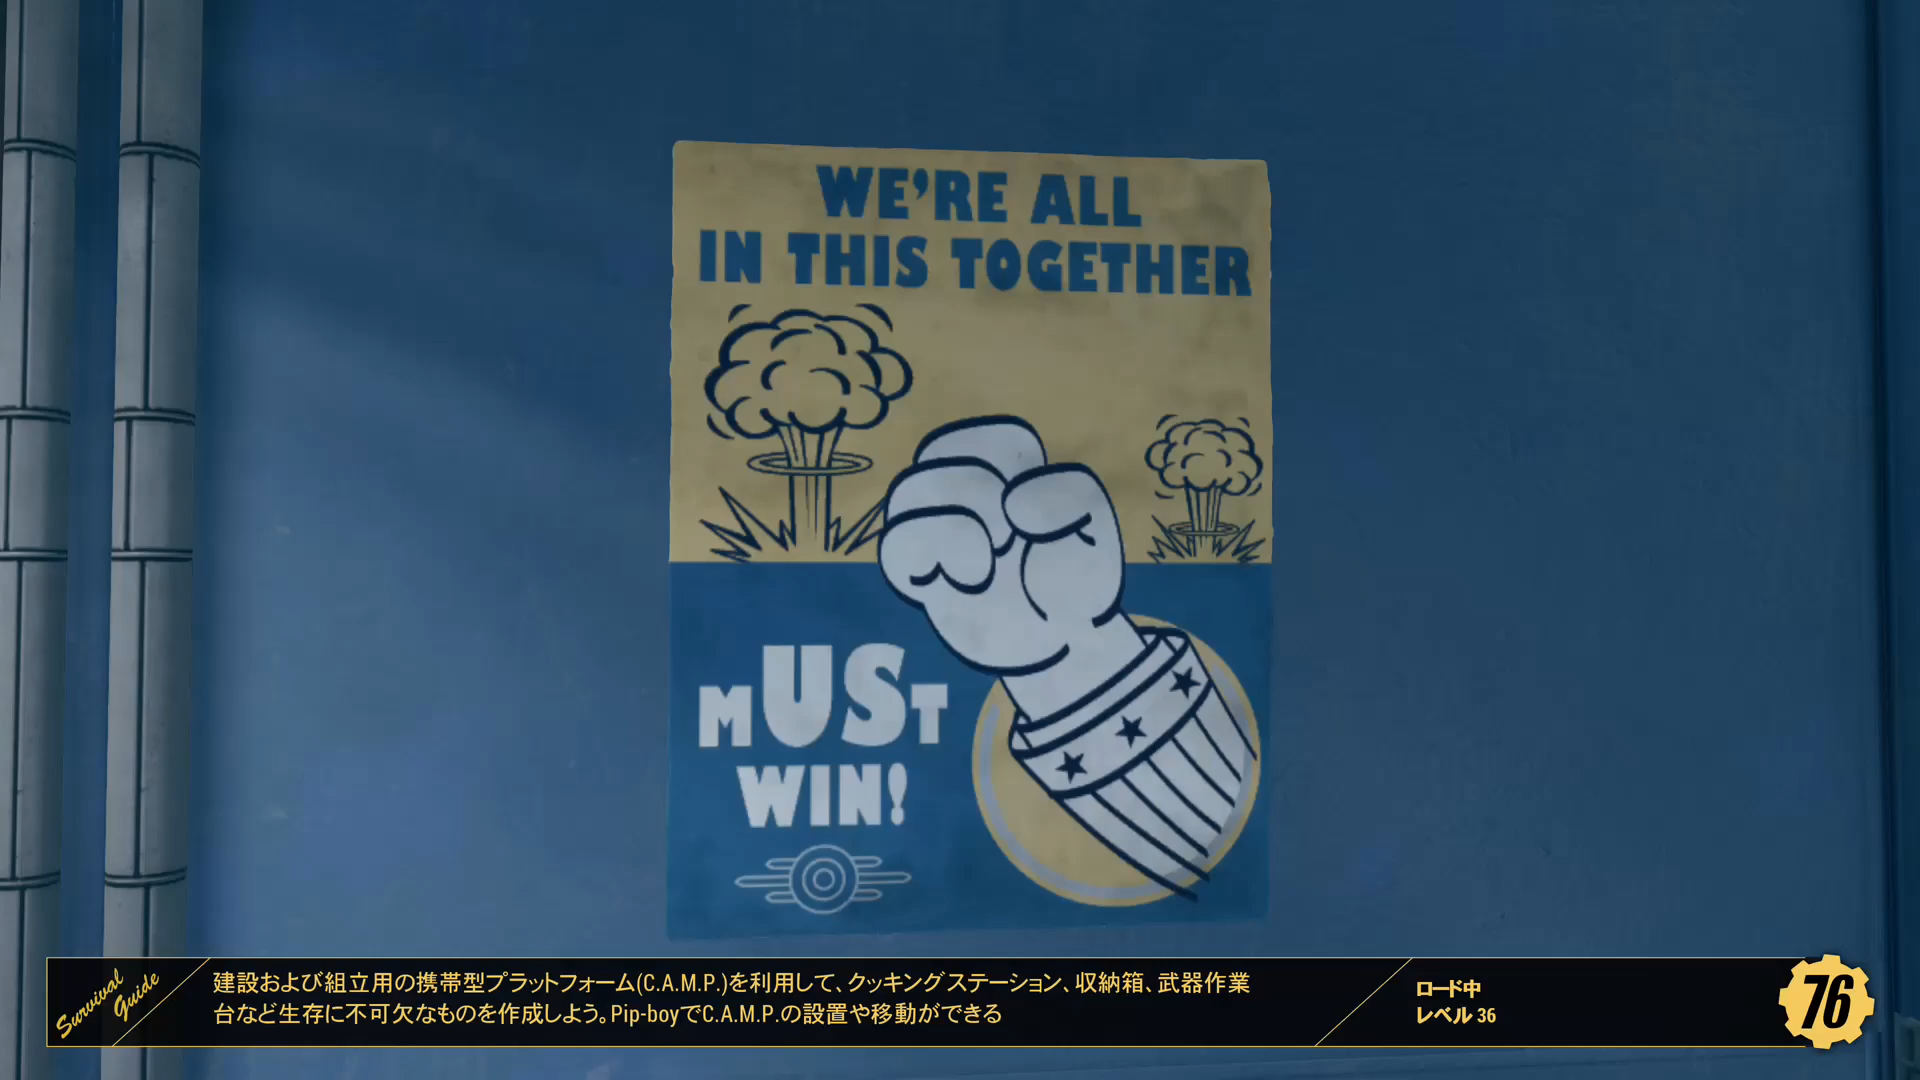 WE'RE ALL
IN THIS TOGETHER
MUST
WIN!
Survival
Guide
建設および組立用の携帯型プラットフォーム(C.A.M.P.)を利用して、クッキングステーション、収納箱、武器作業
台など生存に不可欠なものを作成しよう。Pip-boyでC.A.M.P.の設置や移動ができる
ロード中
レベル 36
76